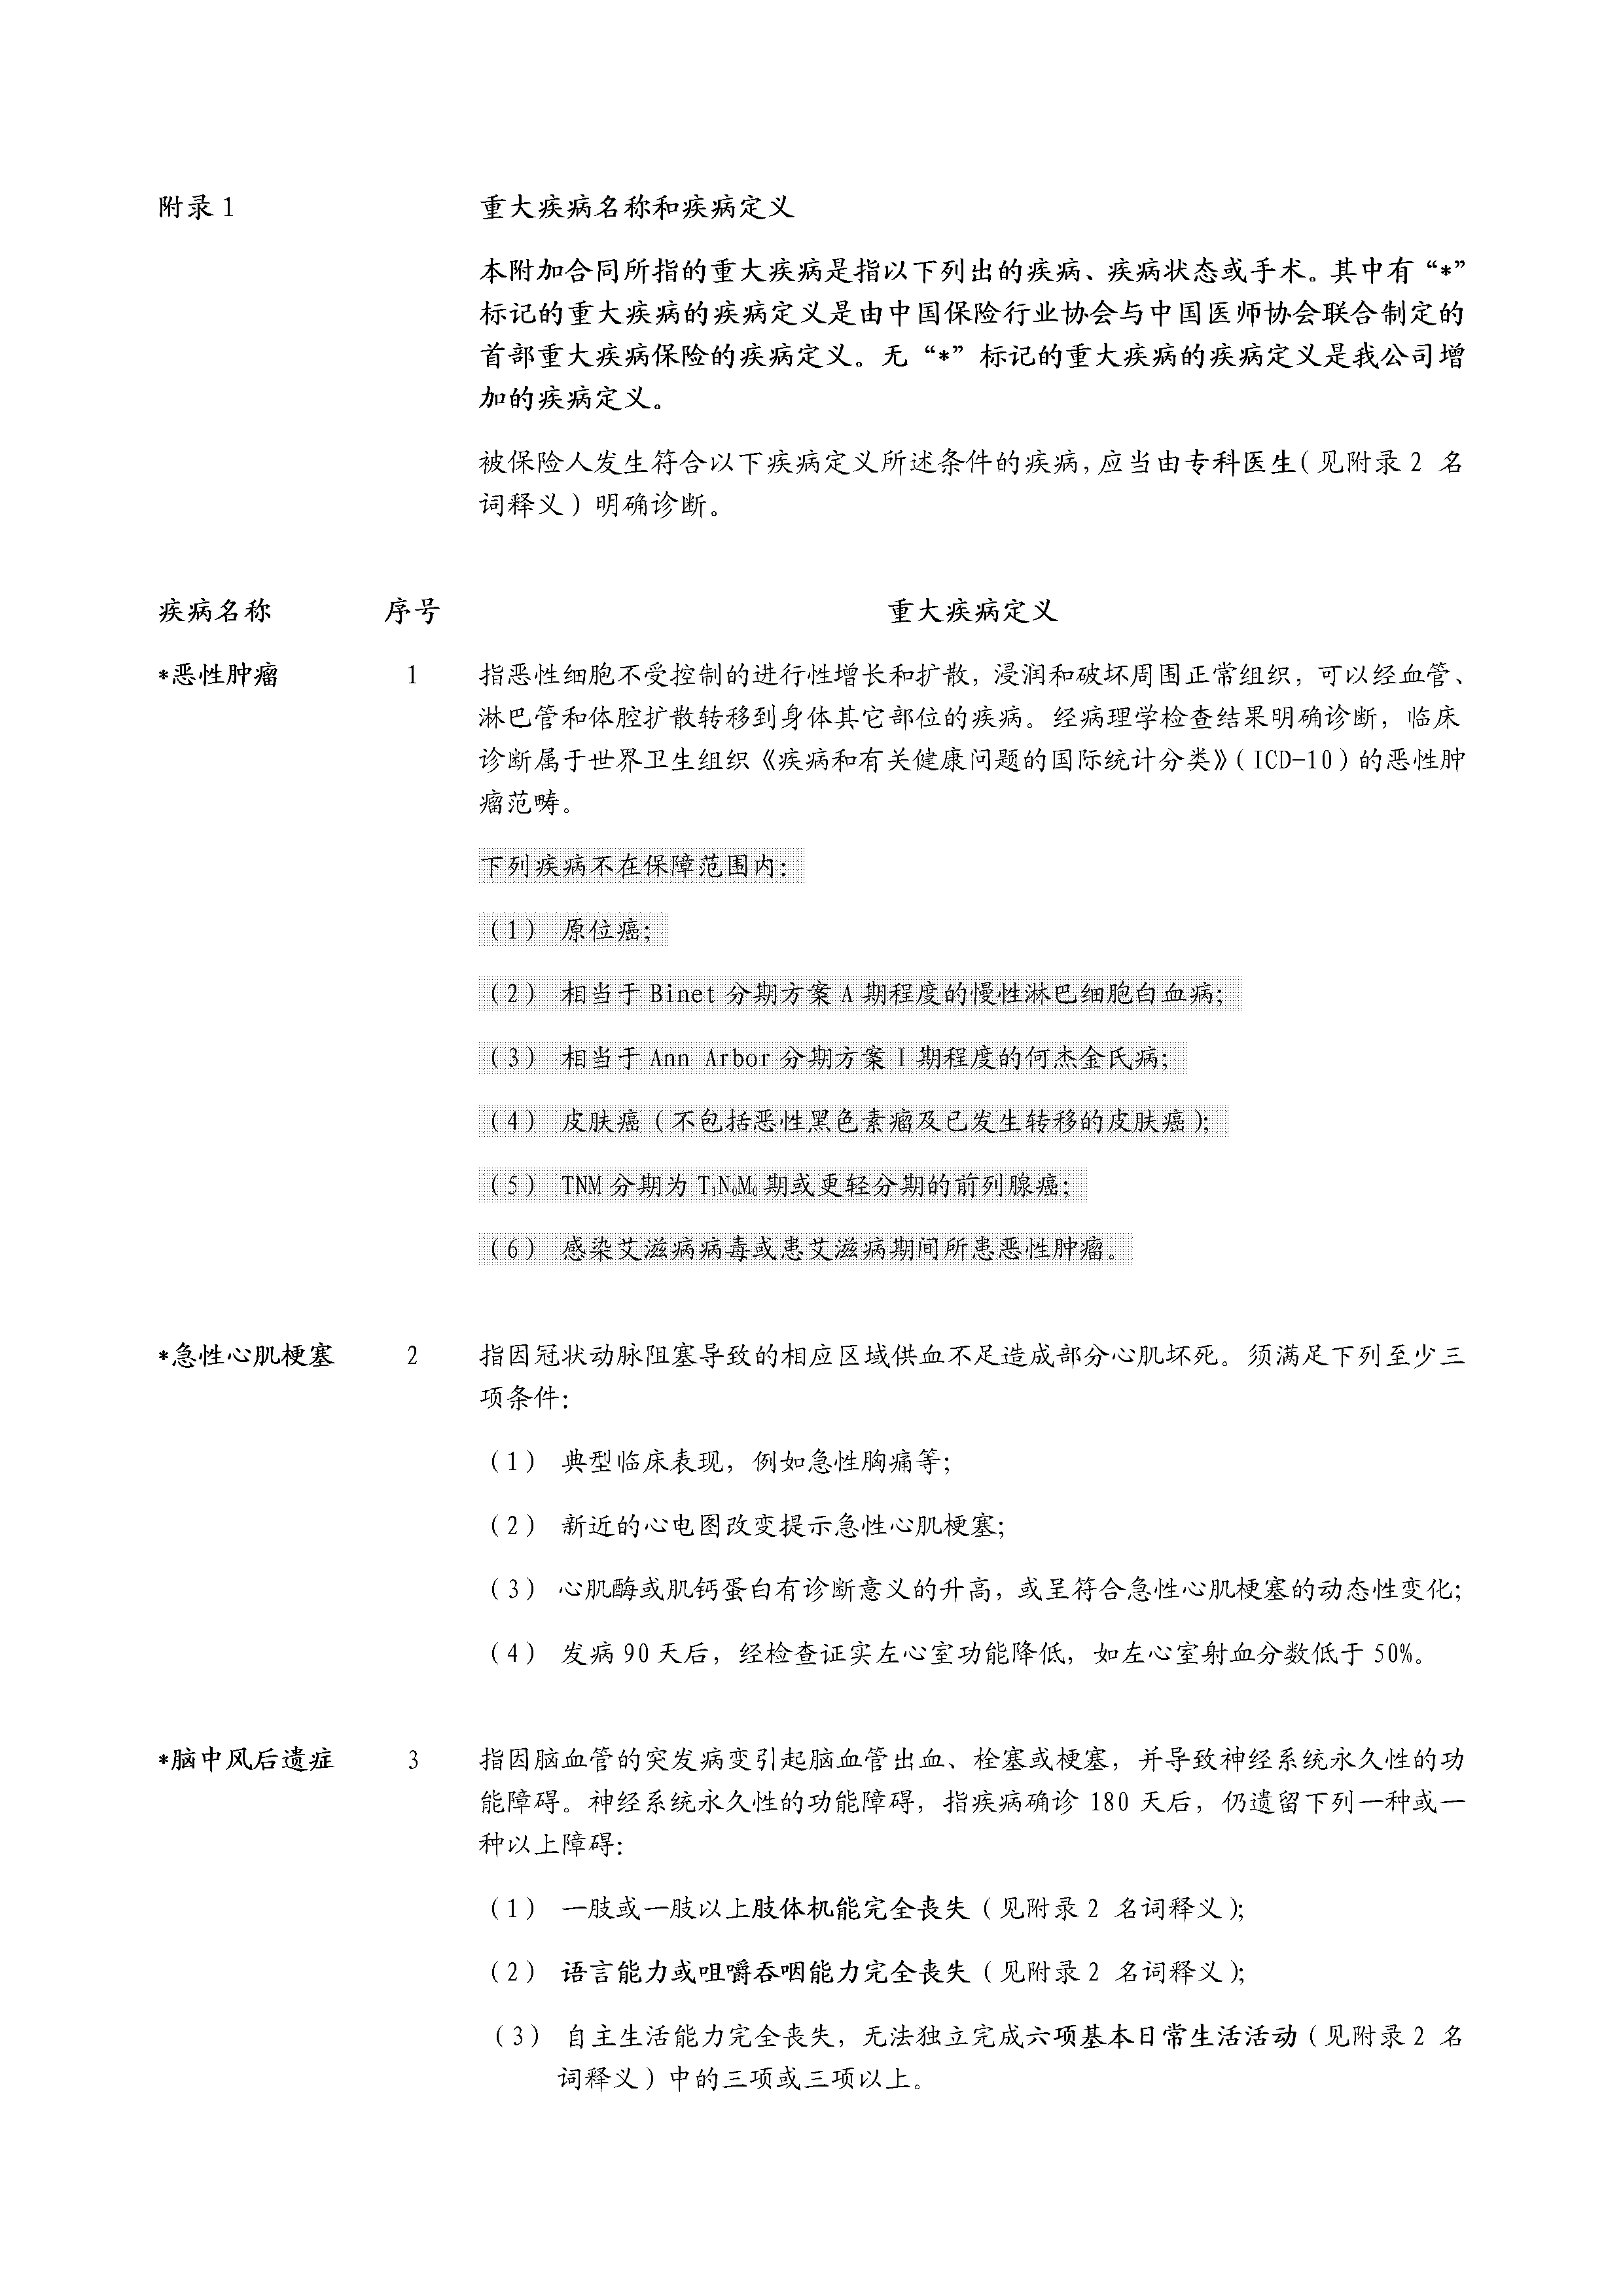 附录1 重大疾病名称和疾病定义
本附加合同所指的重大疾病是指以下列出的疾病、疾病状态或手术。其中有“*”
标记的重大疾病的疾病定义是由中国保险行业协会与中国医师协会联合制定的
首部重大疾病保险的疾病定义。无“*”标记的重大疾病的疾病定义是我公司增
加的疾病定义。
被保险人发生符合以下疾病定义所述条件的疾病,应当由专科医生(见附录2 名
词释义)明确诊断。
疾病名称 序号 重大疾病定义
*恶性肿瘤 1 指恶性细胞不受控制的进行性增长和扩散,浸润和破坏周围正常组织,可以经血管、
淋巴管和体腔扩散转移到身体其它部位的疾病。经病理学检查结果明确诊断,临床
诊断属于世界卫生组织《疾病和有关健康问题的国际统计分类》(ICD-10)的恶性肿
瘤范畴。
下列疾病不在保障范围内:
(1) 原位癌;
(2) 相当于Binet分期方案A期程度的慢性淋巴细胞白血病;
(3) 相当于Ann Arbor分期方案I期程度的何杰金氏病;
(4) 皮肤癌(不包括恶性黑色素瘤及已发生转移的皮肤癌);
(5) TNM分期为T₁N₀M₀期或更轻分期的前列腺癌;
(6) 感染艾滋病病毒或患艾滋病期间所患恶性肿瘤。
*急性心肌梗塞 2 指因冠状动脉阻塞导致的相应区域供血不足造成部分心肌坏死。须满足下列至少三
项条件:
(1) 典型临床表现,例如急性胸痛等;
(2) 新近的心电图改变提示急性心肌梗塞;
(3) 心肌酶或肌钙蛋白有诊断意义的升高,或呈符合急性心肌梗塞的动态性变化;
(4) 发病90天后,经检查证实左心室功能降低,如左心室射血分数低于50%。
*脑中风后遗症 3 指因脑血管的突发病变引起脑血管出血、栓塞或梗塞,并导致神经系统永久性的功
能障碍。神经系统永久性的功能障碍,指疾病确诊180天后,仍遗留下列一种或一
种以上障碍:
(1) 一肢或一肢以上肢体机能完全丧失(见附录2 名词释义);
(2) 语言能力或咀嚼吞咽能力完全丧失(见附录2 名词释义);
(3) 自主生活能力完全丧失,无法独立完成六项基本日常生活活动(见附录2 名
词释义)中的三项或三项以上。